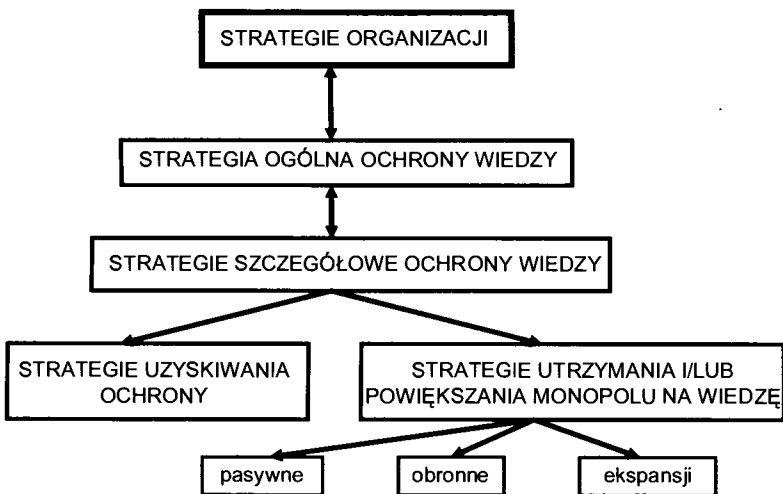 STRATEGIE ORGANIZACJI
STRATEGIA OGÓLNA OCHRONY WIEDZY
STRATEGIE SZCZEGÓŁOWE OCHRONY WIEDZY
STRATEGIE UZYSKIWANIA
OCHRONY
STRATEGIE UTRZYMANIA I/LUB
POWIĘKSZANIA MONOPOLU NA WIEDZĘ
pasywne
obronne
ekspansji